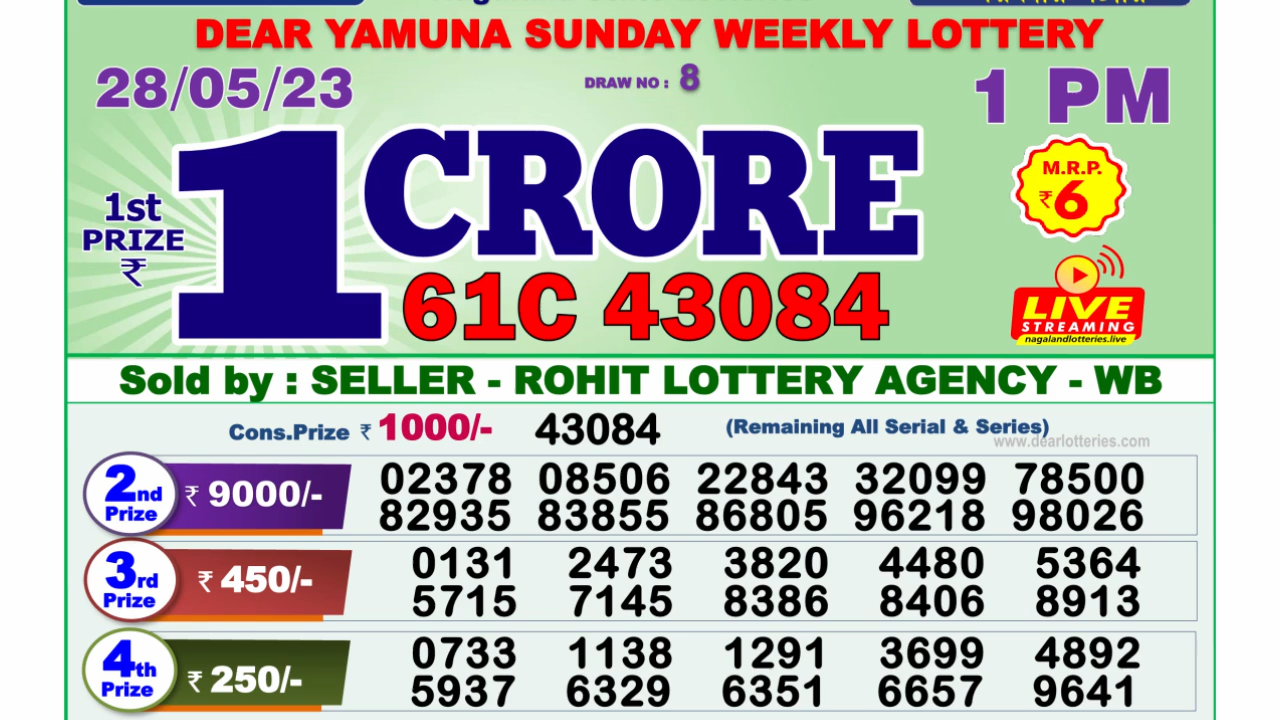 DEAR YAMUNA SUNDAY WEEKLY LOTTERY
28/05/23
DRAW NO : 8
1 PM
1st
PRIZE
₹
1 CRORE
61C 43084
M.R.P.
₹6
LIVE
STREAMING
nagalandlotteries.live
Sold by : SELLER - ROHIT LOTTERY AGENCY - WB
Cons.Prize ₹ 1000/- 43084 (Remaining All Serial & Series)
www.dearlotteries.com
2nd Prize ₹ 9000/-
02378 08506 22843 32099 78500
82935 83855 86805 96218 98026
3rd Prize ₹ 450/-
0131 2473 3820 4480 5364
5715 7145 8386 8406 8913
4th Prize ₹ 250/-
0733 1138 1291 3699 4892
5937 6329 6351 6657 9641